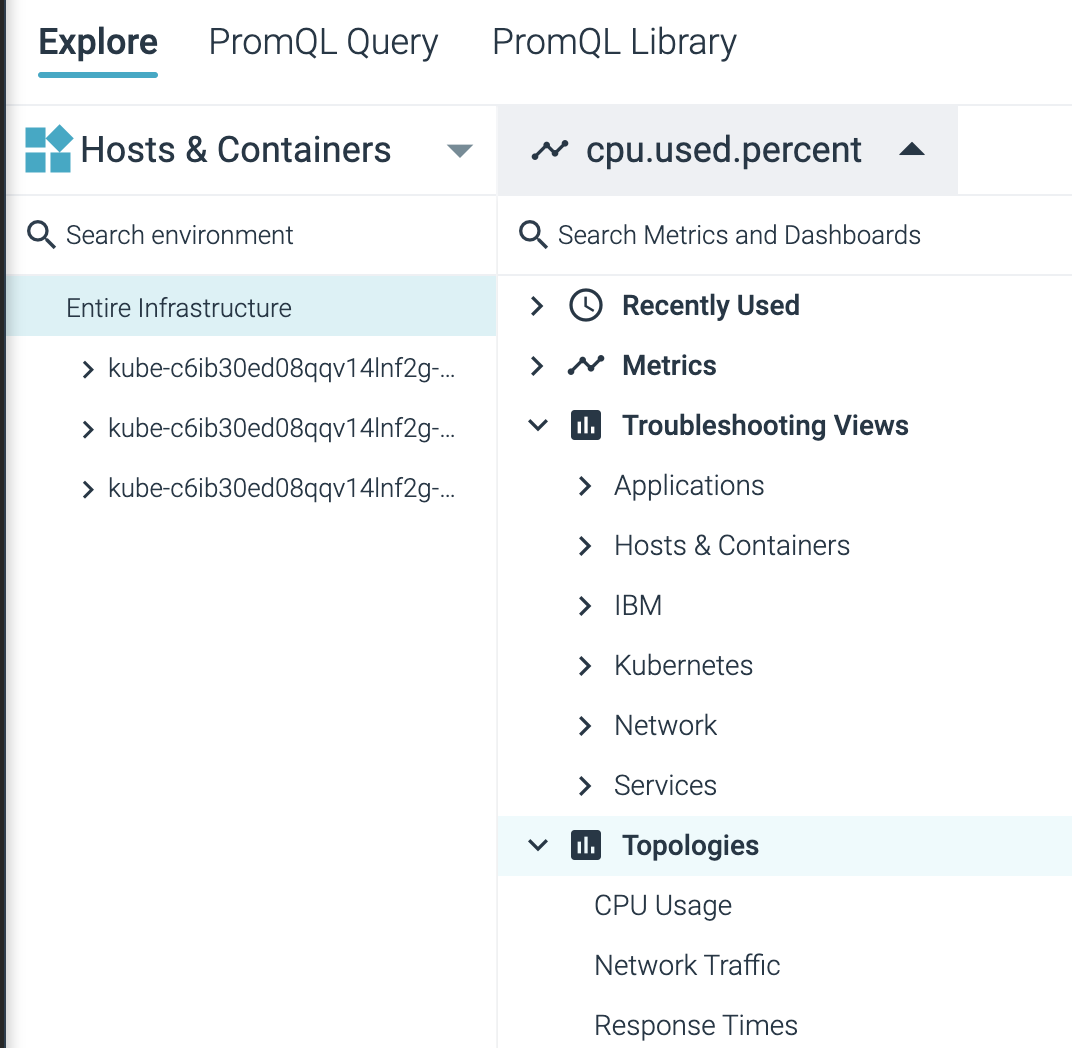 Explore PromQL Query PromQL Library
Hosts & Containers
Search environment
Entire Infrastructure
kube-c6ib30ed08qqv14lnf2g-...
kube-c6ib30ed08qqv14lnf2g-...
kube-c6ib30ed08qqv14lnf2g-...
cpu.used.percent
Search Metrics and Dashboards
Recently Used
Metrics
Troubleshooting Views
Applications
Hosts & Containers
IBM
Kubernetes
Network
Services
Topologies
CPU Usage
Network Traffic
Response Times